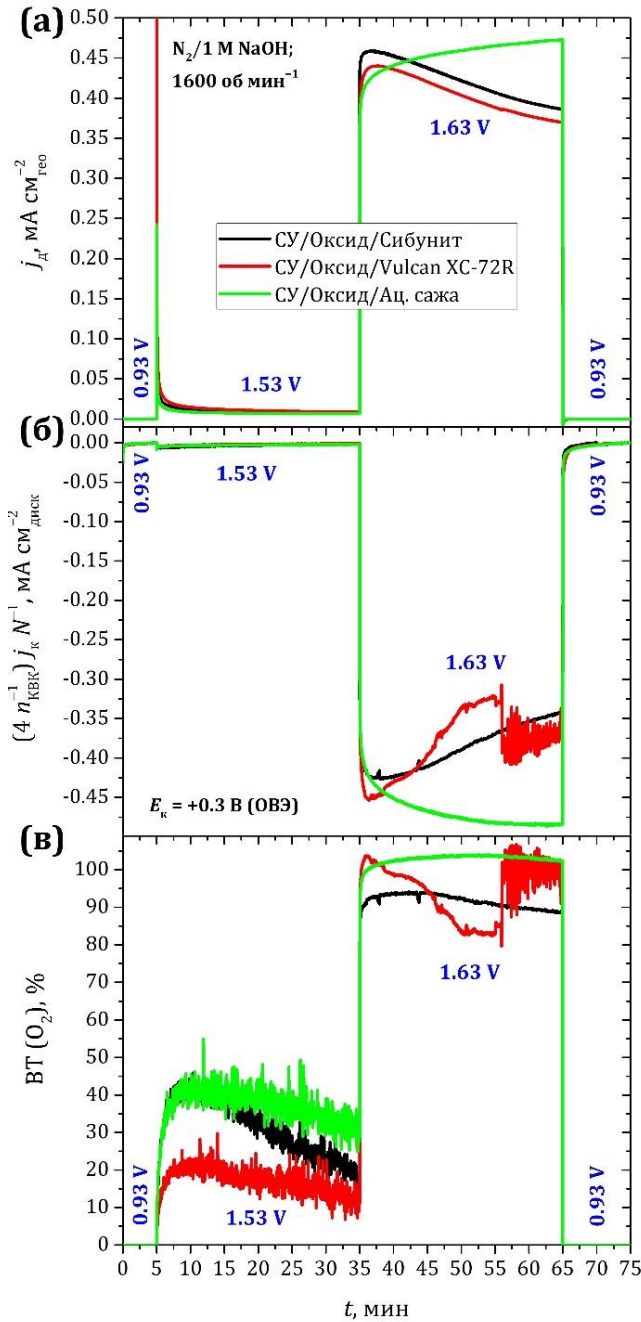 (а)
0.50
0.45
0.40
0.35
0.30
0.25
0.20
0.15
0.10
0.05
0.00
jд, мА см⁻²гео
N₂/1 М NaOH;
1600 об мин⁻¹
1.63 V
СУ/Оксид/Сибунит
СУ/Оксид/Vulcan XC-72R
СУ/Оксид/Ац. сажа
0.93 V
1.53 V
0.93 V
(б)
0.00
-0.05
-0.10
-0.15
-0.20
-0.25
-0.30
-0.35
-0.40
-0.45
(4 n⁻¹КВК) jк N⁻¹, мА см⁻²диск
0.93 V
1.53 V
0.93 V
1.63 V
Eк = +0.3 В (ОВЭ)
(в)
100
90
80
70
60
50
40
30
20
10
0
ВТ (O₂), %
1.63 V
0.93 V
1.53 V
0.93 V
0 5 10 15 20 25 30 35 40 45 50 55 60 65 70 75
t, мин